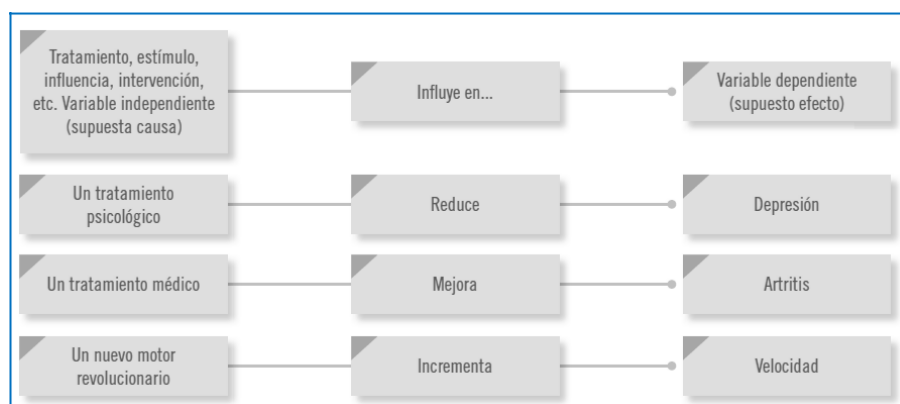 Tratamiento, estímulo,
influencia, intervención,
etc. Variable independiente
(supuesta causa)
Influye en...
Variable dependiente
(supuesto efecto)
Un tratamiento
psicológico
Reduce
Depresión
Un tratamiento médico
Mejora
Artritis
Un nuevo motor
revolucionario
Incrementa
Velocidad